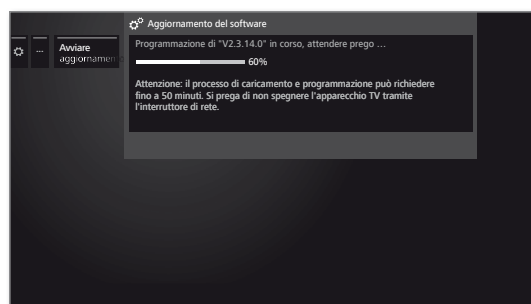 Aggiornamento del software
...
Avviare
aggiornamen
Programmazione di "V2.3.14.0" in corso, attendere prego ...
60%
Attenzione: il processo di caricamento e programmazione può richiedere
fino a 50 minuti. Si prega di non spegnere l'apparecchio TV tramite
l'interruttore di rete.